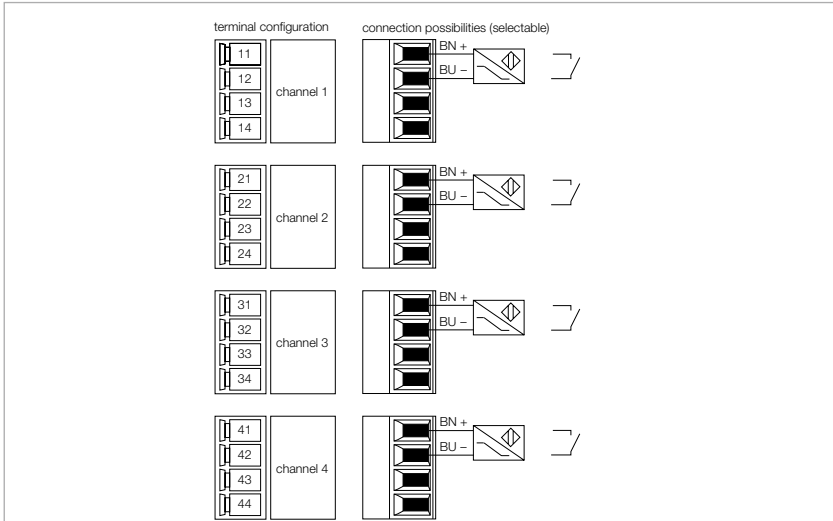 terminal configuration
connection possibilities (selectable)
11
12
13
14
channel 1
BN +
BU –
21
22
23
24
channel 2
BN +
BU –
31
32
33
34
channel 3
BN +
BU –
41
42
43
44
channel 4
BN +
BU –